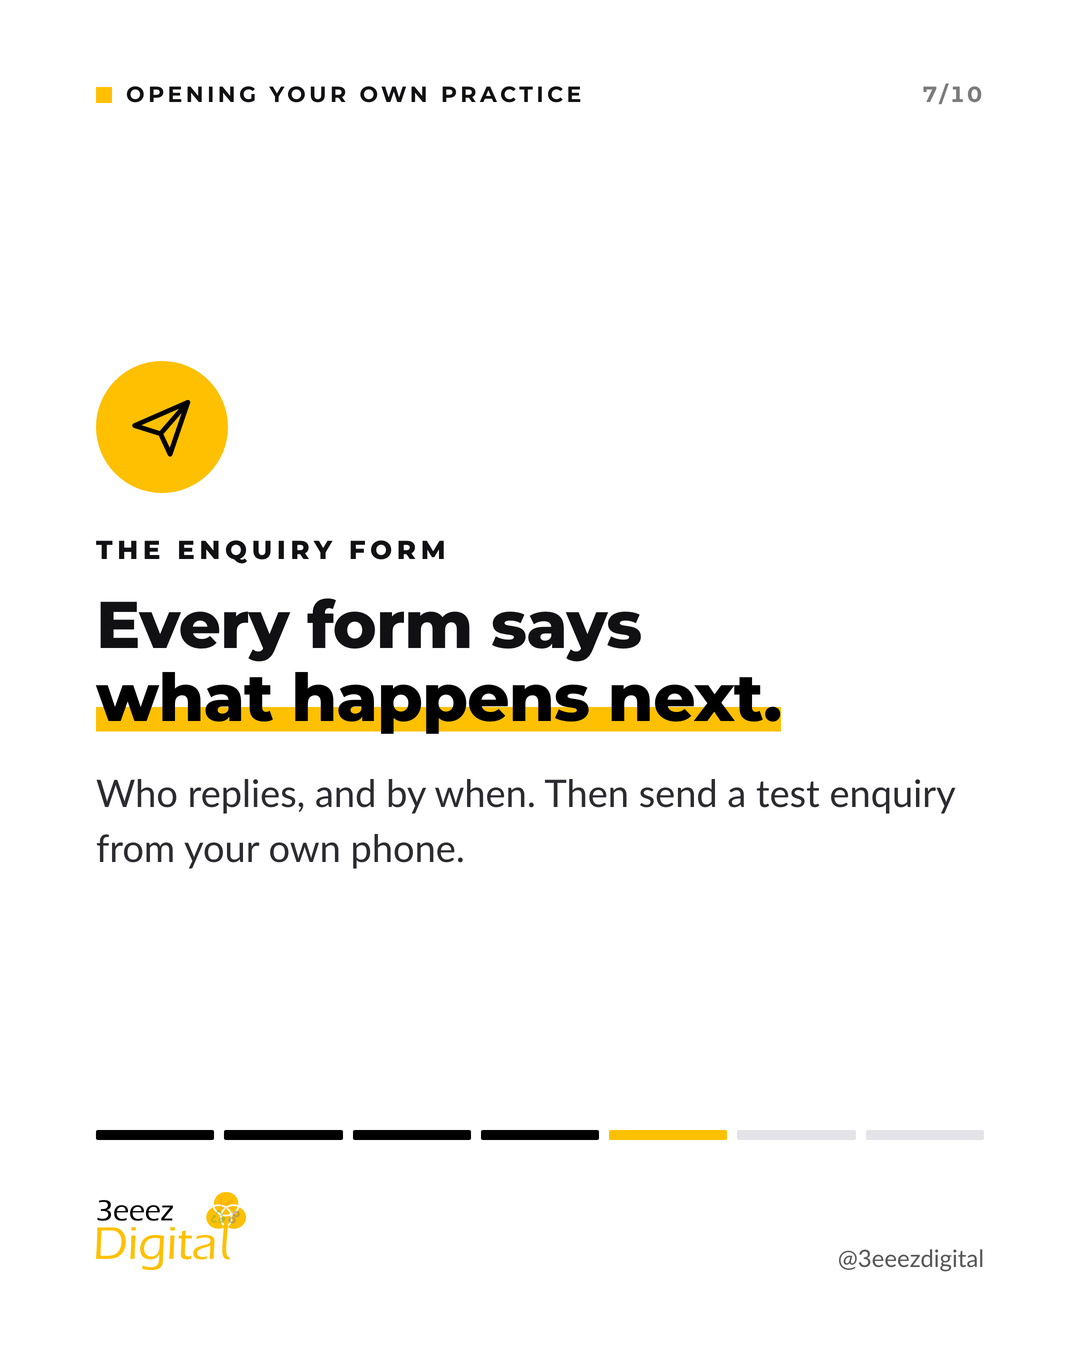 OPENING YOUR OWN PRACTICE
7/10
THE ENQUIRY FORM
Every form says
what happens next.
Who replies, and by when. Then send a test enquiry
from your own phone.
3eeez
Digital
@3eeezdigital